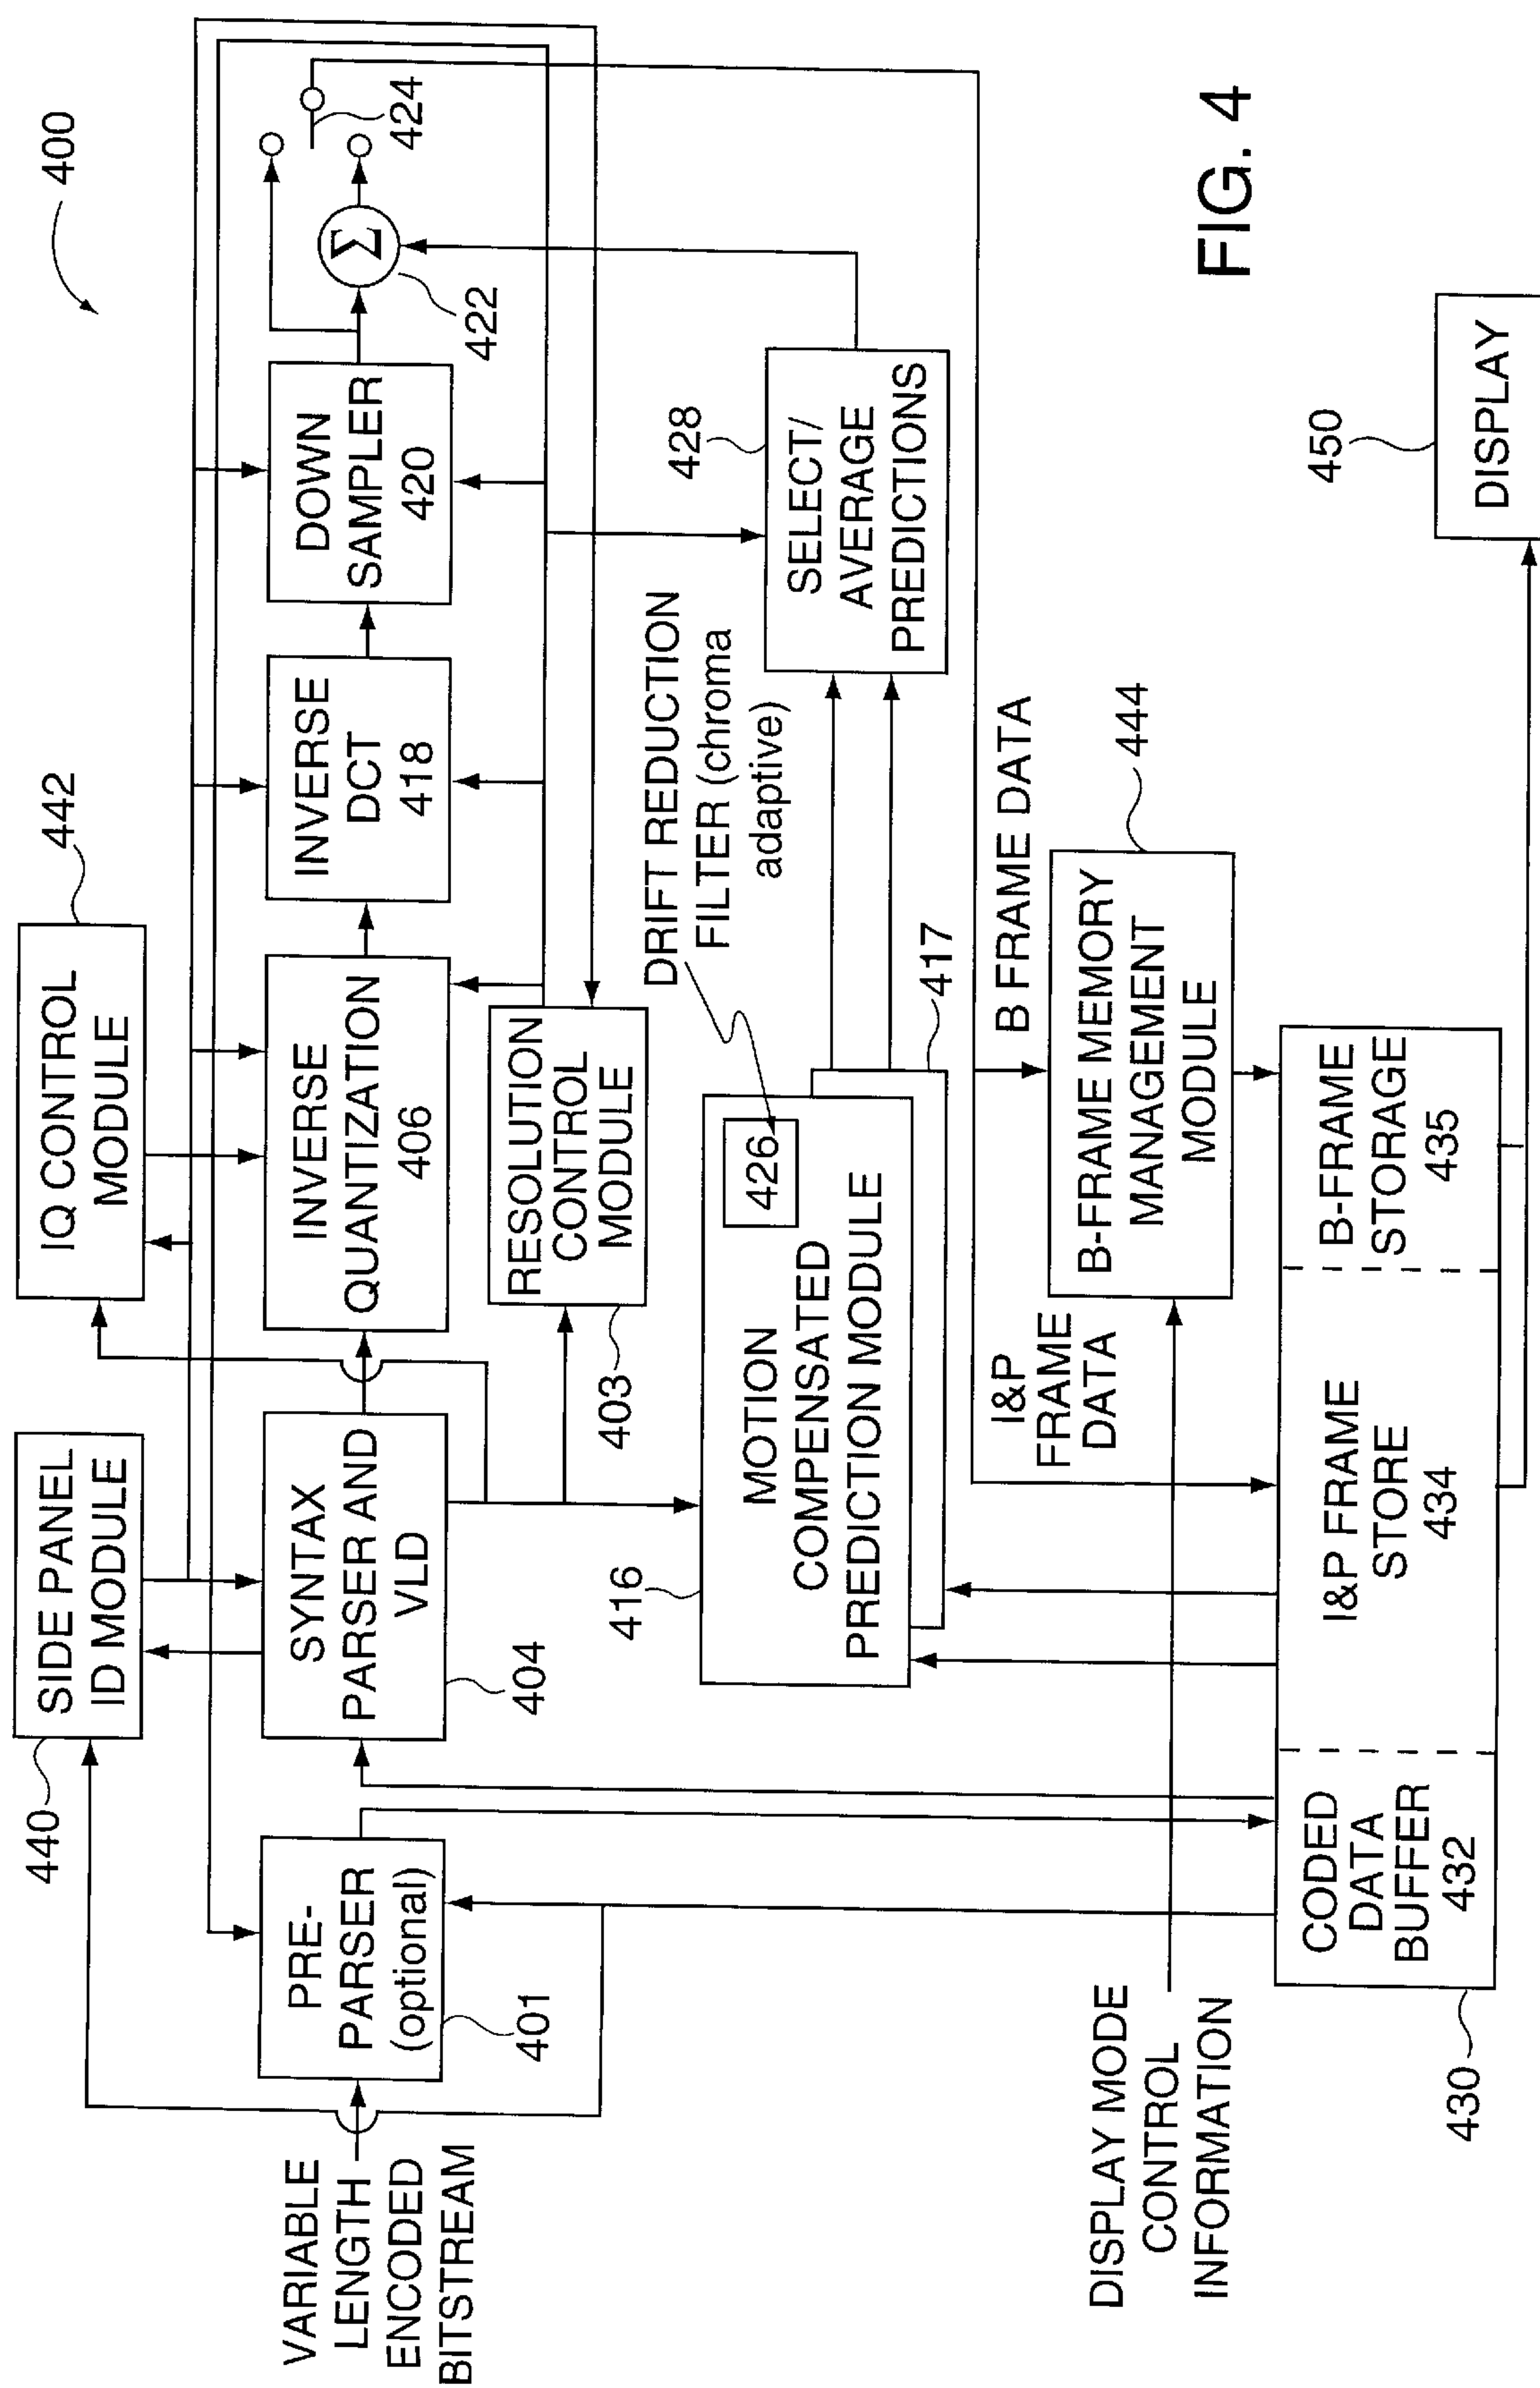 400
440
SIDE PANEL
ID MODULE
442
IQ CONTROL
MODULE
VARIABLE
LENGTH
ENCODED
BITSTREAM
PRE-
PARSER
(optional)
401
SYNTAX
PARSER AND
VLD
404
INVERSE
QUANTIZATION
406
INVERSE
DCT
418
DOWN
SAMPLER
420
Σ
422
424
403
RESOLUTION
CONTROL
MODULE
DRIFT REDUCTION
FILTER (chroma
adaptive)
428
SELECT/
AVERAGE
PREDICTIONS
416
MOTION
COMPENSATED
PREDICTION MODULE
426
417
B FRAME DATA
I&P
FRAME
DATA
444
B-FRAME MEMORY
MANAGEMENT
MODULE
DISPLAY MODE
CONTROL
INFORMATION
430
CODED
DATA
BUFFER
432
I&P FRAME
STORE
434
B-FRAME
STORAGE
435
450
DISPLAY
FIG. 4